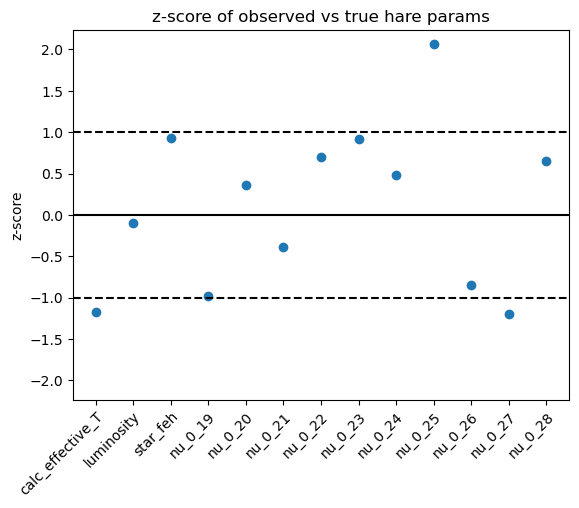 z-score of observed vs true hare params
z-score
2.0
1.5
1.0
0.5
0.0
−0.5
−1.0
−1.5
−2.0
calc_effective_T
luminosity
star_feh
nu_0_19
nu_0_20
nu_0_21
nu_0_22
nu_0_23
nu_0_24
nu_0_25
nu_0_26
nu_0_27
nu_0_28